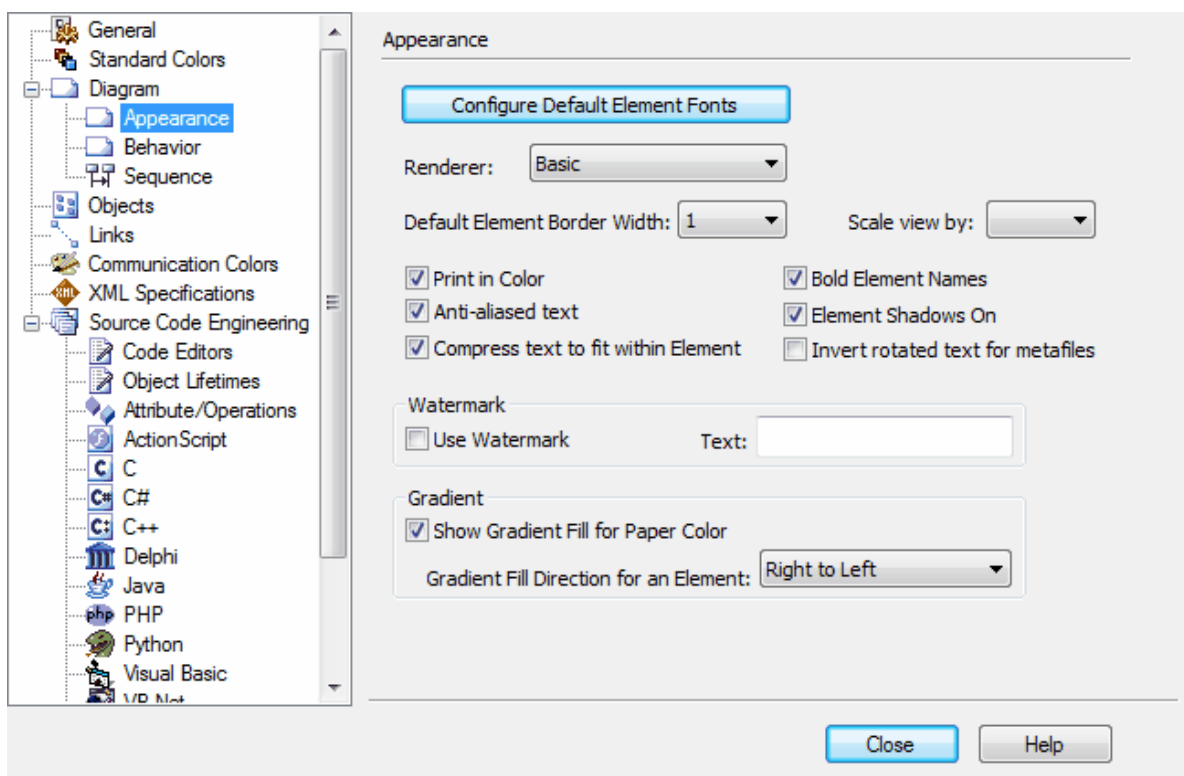 General
Standard Colors
Diagram
Appearance
Behavior
Sequence
Objects
Links
Communication Colors
XML Specifications
Source Code Engineering
Code Editors
Object Lifetimes
Attribute/Operations
ActionScript
C
C#
C++
Delphi
Java
PHP
Python
Visual Basic
VB.Net
Appearance
Configure Default Element Fonts
Renderer: Basic
Default Element Border Width: 1 Scale view by:
Print in Color Bold Element Names
Anti-aliased text Element Shadows On
Compress text to fit within Element Invert rotated text for metafiles
Watermark
Use Watermark Text:
Gradient
Show Gradient Fill for Paper Color
Gradient Fill Direction for an Element: Right to Left
Close Help